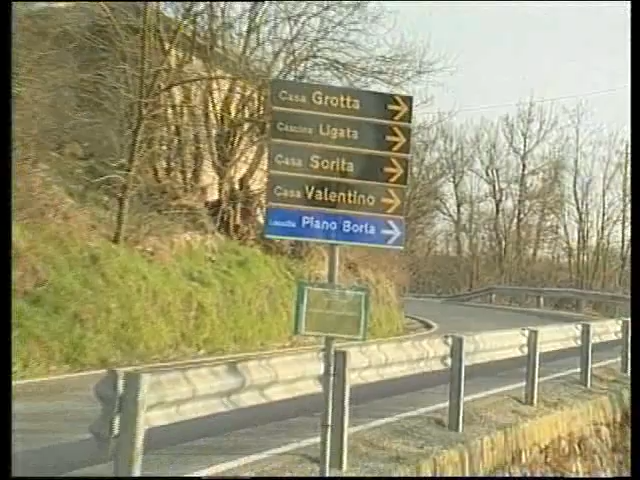 Casa Grotta
Cascina Ligata
Casa Sorita
Casa Valentino
Località Piano Borla